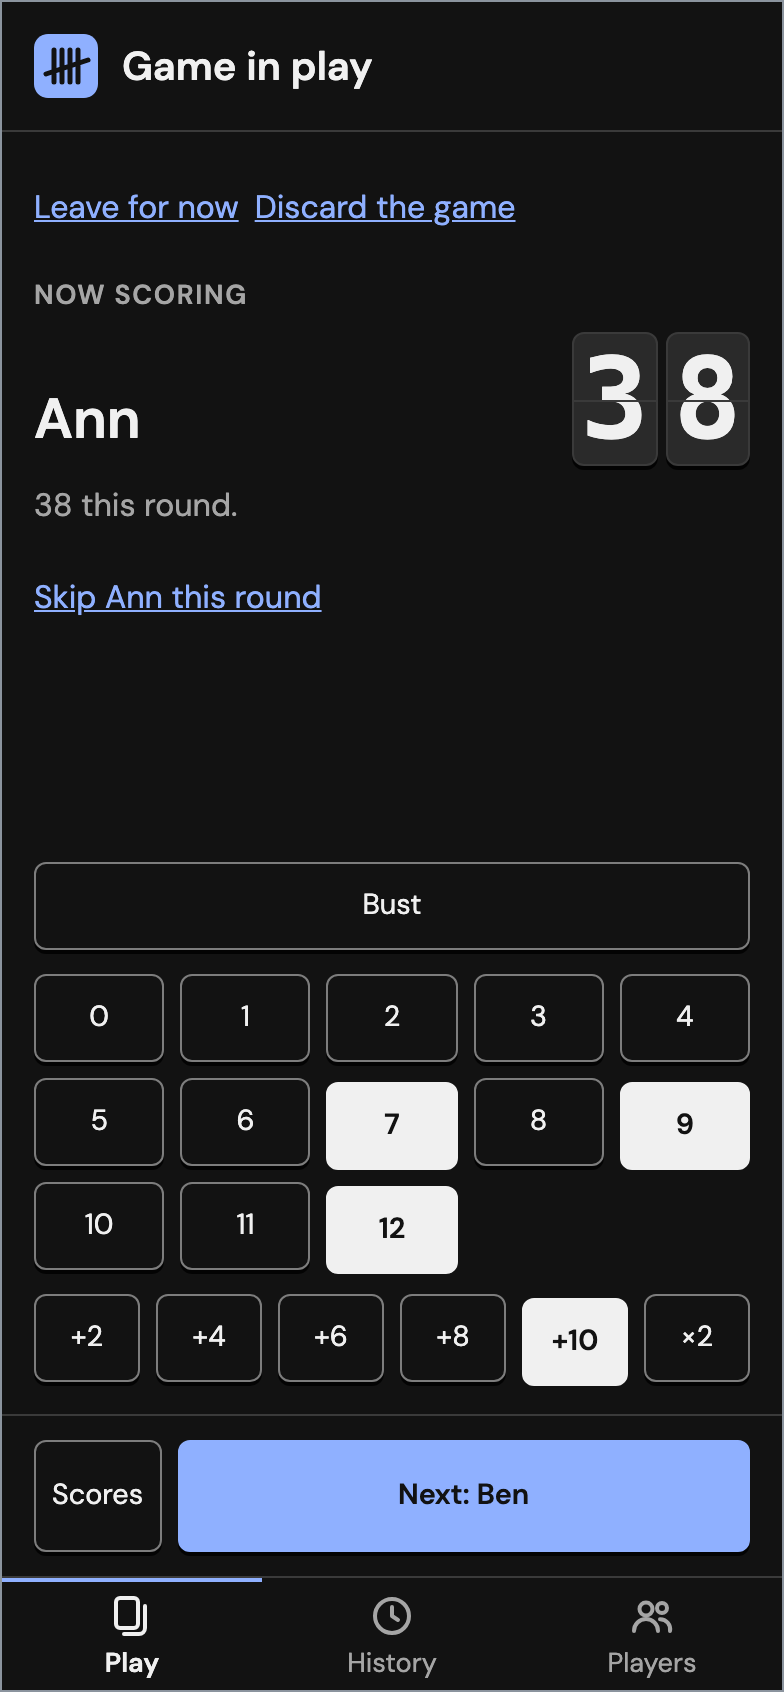 Game in play
Leave for now Discard the game
NOW SCORING
Ann
38
38 this round.
Skip Ann this round
Bust
0 1 2 3 4
5 6 7 8 9
10 11 12
+2 +4 +6 +8 +10 ×2
Scores Next: Ben
Play History Players